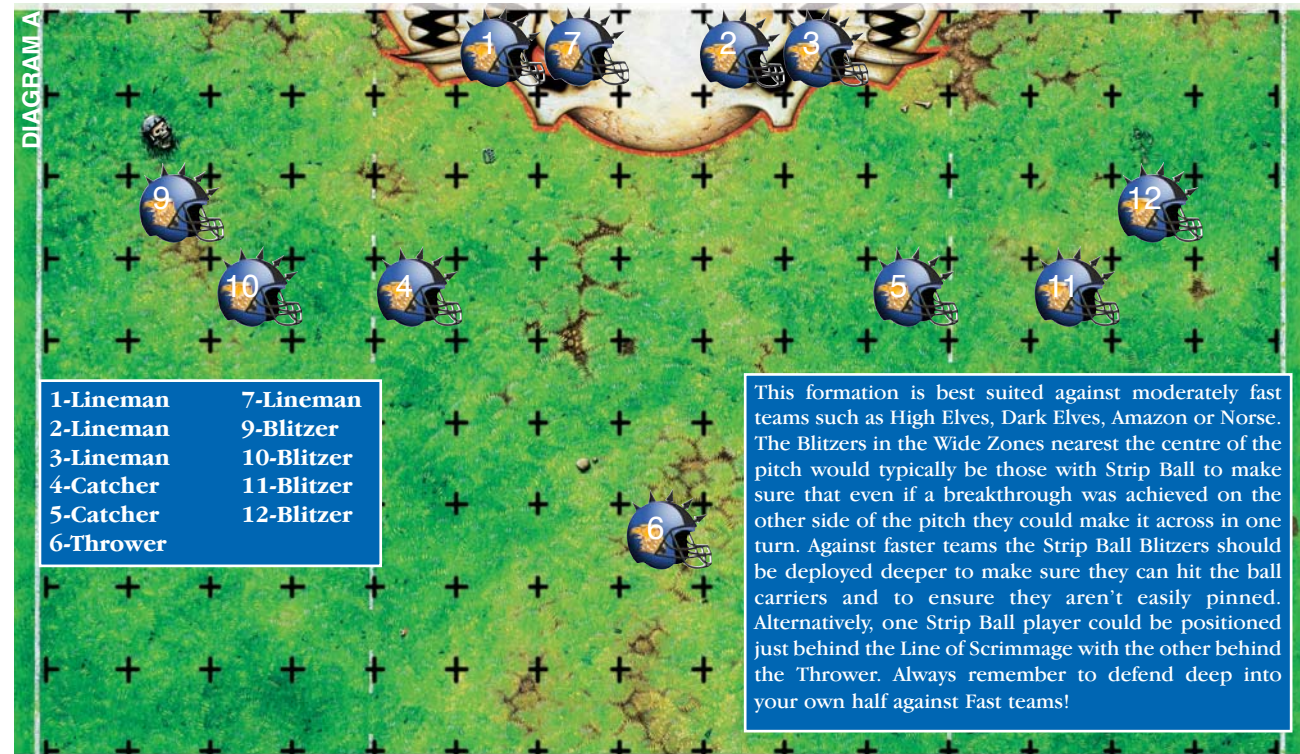 DIAGRAM A
1
7
2
3
9
12
10
4
5
11
6
1-Lineman
2-Lineman
3-Lineman
4-Catcher
5-Catcher
6-Thrower
7-Lineman
9-Blitzer
10-Blitzer
11-Blitzer
12-Blitzer
This formation is best suited against moderately fast
teams such as High Elves, Dark Elves, Amazon or Norse.
The Blitzers in the Wide Zones nearest the centre of the
pitch would typically be those with Strip Ball to make
sure that even if a breakthrough was achieved on the
other side of the pitch they could make it across in one
turn. Against faster teams the Strip Ball Blitzers should
be deployed deeper to make sure they can hit the ball
carriers and to ensure they aren't easily pinned.
Alternatively, one Strip Ball player could be positioned
just behind the Line of Scrimmage with the other behind
the Thrower. Always remember to defend deep into
your own half against Fast teams!